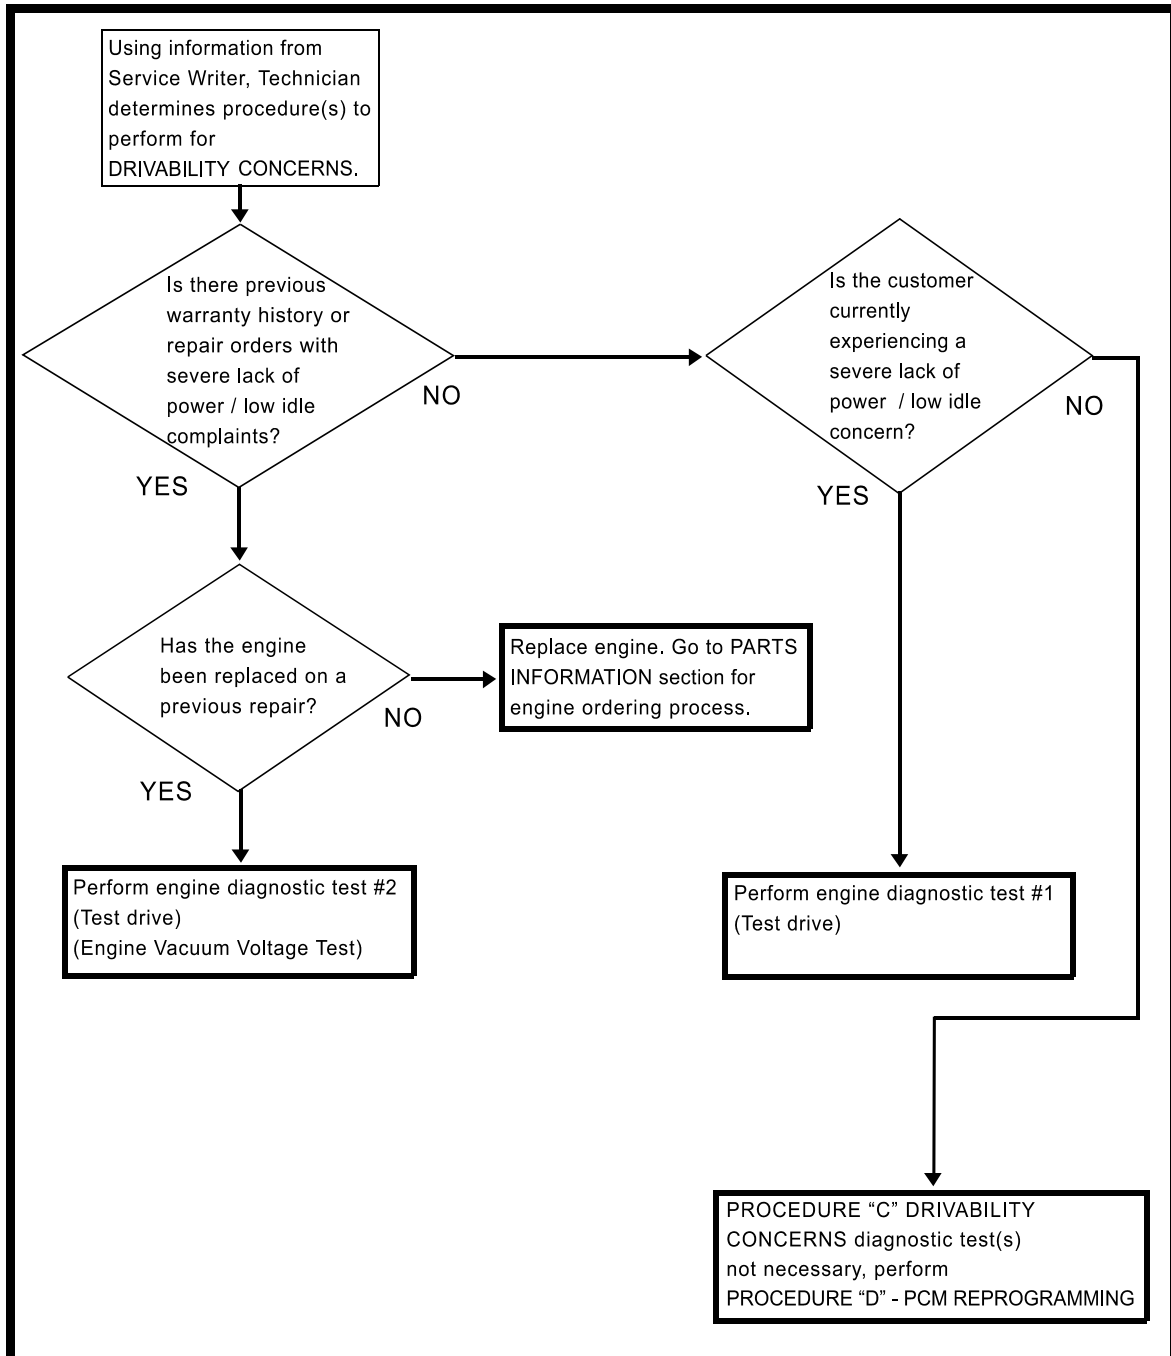 Using information from
Service Writer, Technician
determines procedure(s) to
perform for
DRIVABILITY CONCERNS.
Is there previous
warranty history or
repair orders with
severe lack of
power / low idle
complaints?
NO
YES
Is the customer
currently
experiencing a
severe lack of
power / low idle
concern?
NO
YES
Has the engine
been replaced on a
previous repair?
NO
YES
Replace engine. Go to PARTS
INFORMATION section for
engine ordering process.
Perform engine diagnostic test #2
(Test drive)
(Engine Vacuum Voltage Test)
Perform engine diagnostic test #1
(Test drive)
PROCEDURE “C” DRIVABILITY
CONCERNS diagnostic test(s)
not necessary, perform
PROCEDURE “D” - PCM REPROGRAMMING